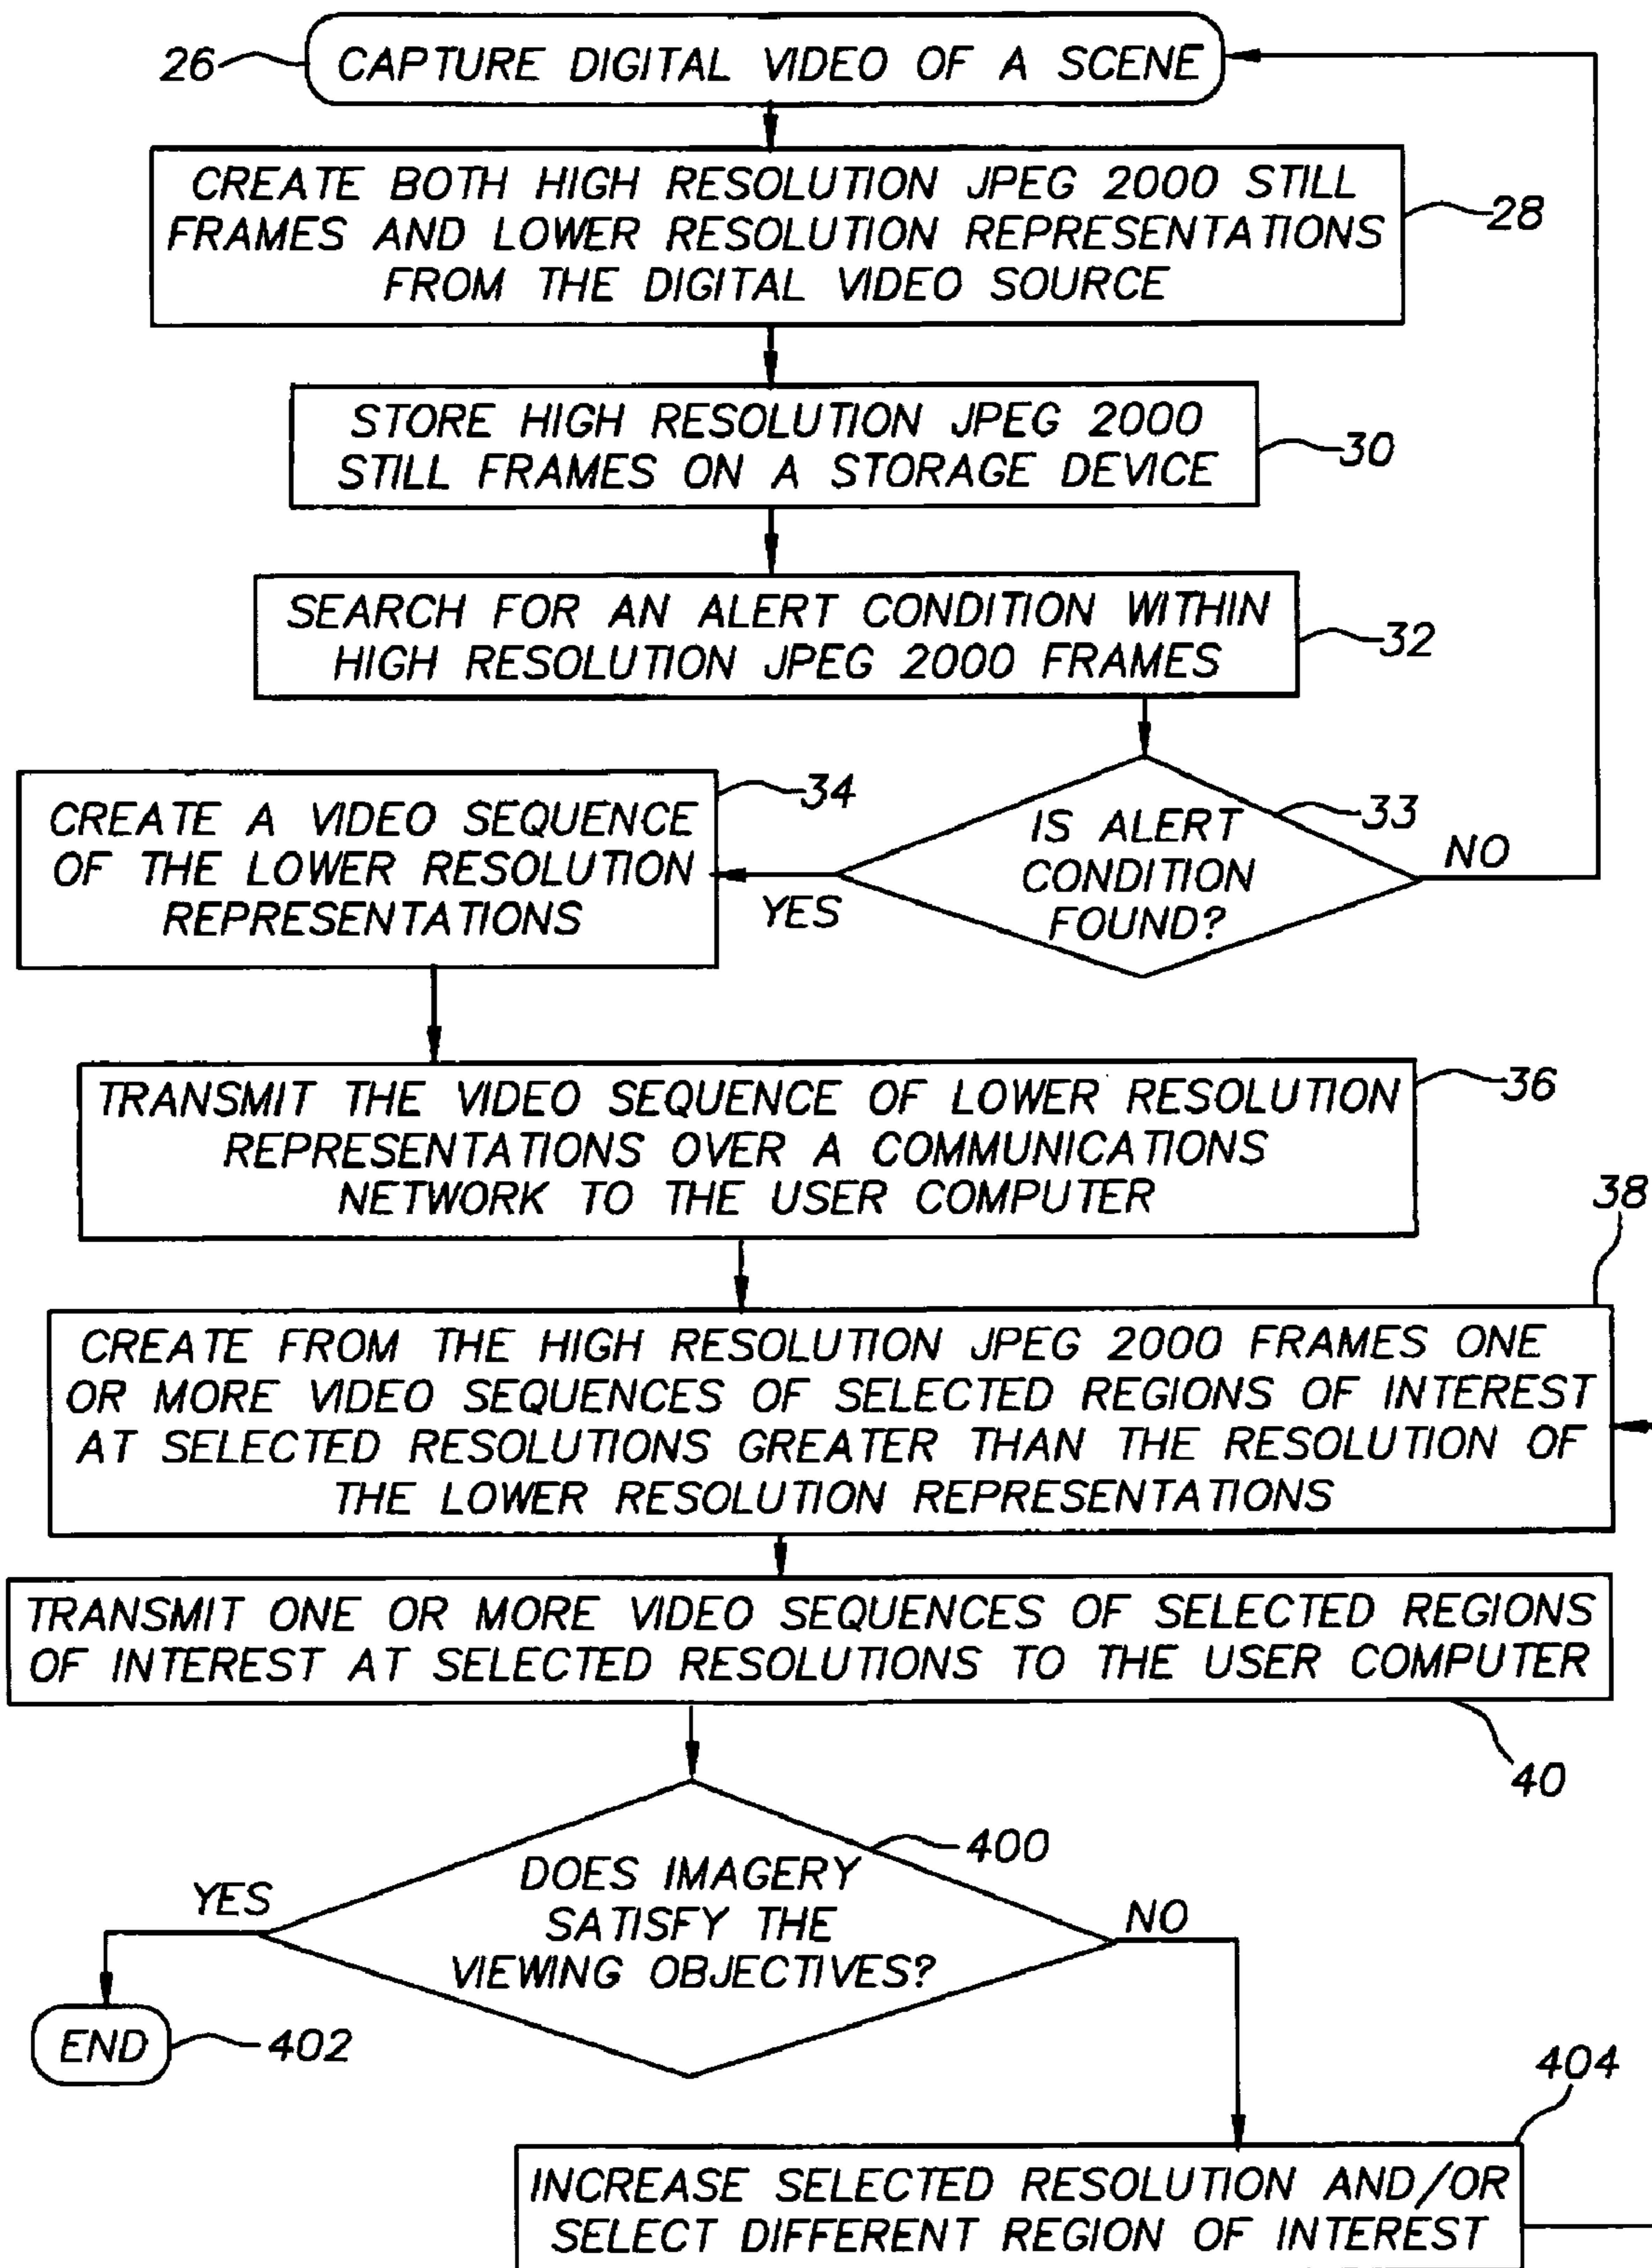 26
CAPTURE DIGITAL VIDEO OF A SCENE
CREATE BOTH HIGH RESOLUTION JPEG 2000 STILL
FRAMES AND LOWER RESOLUTION REPRESENTATIONS
FROM THE DIGITAL VIDEO SOURCE
28
STORE HIGH RESOLUTION JPEG 2000
STILL FRAMES ON A STORAGE DEVICE
30
SEARCH FOR AN ALERT CONDITION WITHIN
HIGH RESOLUTION JPEG 2000 FRAMES
32
IS ALERT
CONDITION
FOUND?
33
NO
YES
CREATE A VIDEO SEQUENCE
OF THE LOWER RESOLUTION
REPRESENTATIONS
34
TRANSMIT THE VIDEO SEQUENCE OF LOWER RESOLUTION
REPRESENTATIONS OVER A COMMUNICATIONS
NETWORK TO THE USER COMPUTER
36
38
CREATE FROM THE HIGH RESOLUTION JPEG 2000 FRAMES ONE
OR MORE VIDEO SEQUENCES OF SELECTED REGIONS OF INTEREST
AT SELECTED RESOLUTIONS GREATER THAN THE RESOLUTION OF
THE LOWER RESOLUTION REPRESENTATIONS
TRANSMIT ONE OR MORE VIDEO SEQUENCES OF SELECTED REGIONS
OF INTEREST AT SELECTED RESOLUTIONS TO THE USER COMPUTER
40
400
DOES IMAGERY
SATISFY THE
VIEWING OBJECTIVES?
YES
NO
END
402
404
INCREASE SELECTED RESOLUTION AND/OR
SELECT DIFFERENT REGION OF INTEREST